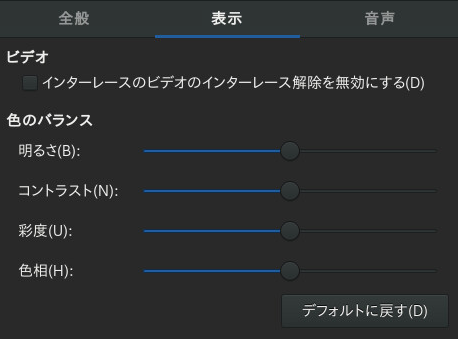 全般 表示 音声
ビデオ
インターレースのビデオのインターレース解除を無効にする(D)
色のバランス
明るさ(B):
コントラスト(N):
彩度(U):
色相(H):
デフォルトに戻す(D)